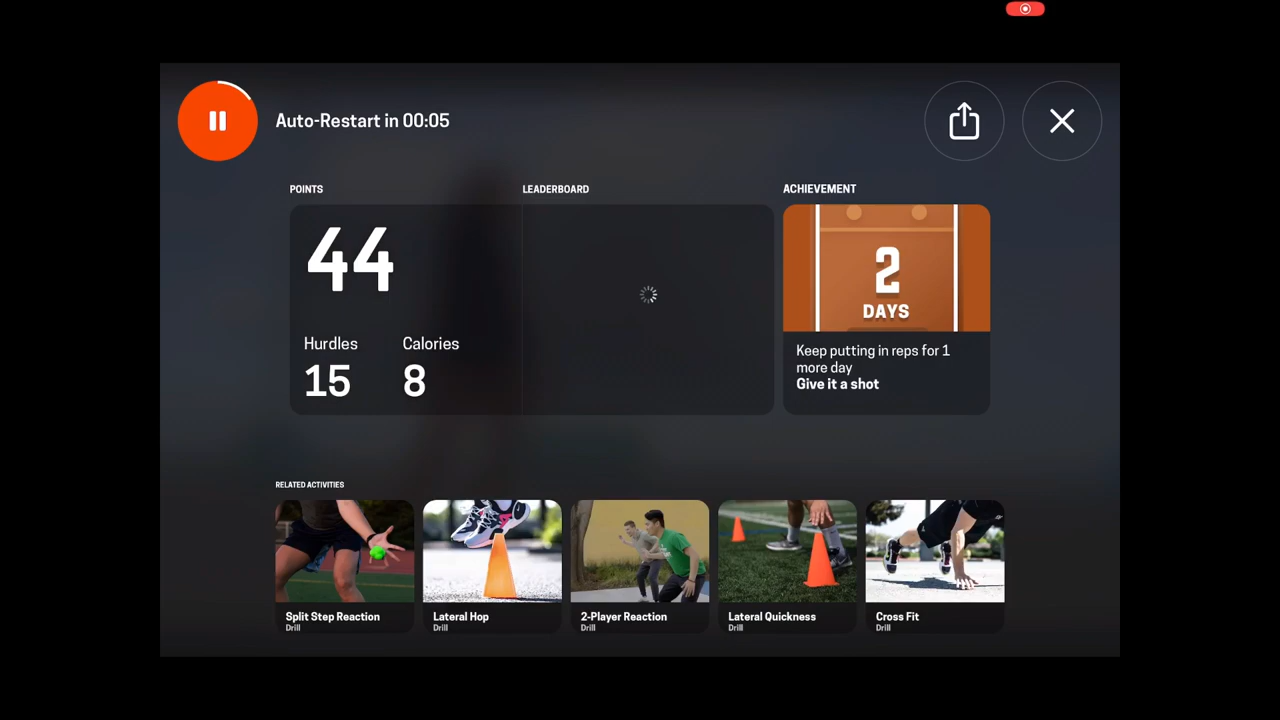 Auto-Restart in 00:05
POINTS
LEADERBOARD
ACHIEVEMENT
44
Hurdles
Calories
15
8
2
DAYS
Keep putting in reps for 1
more day
Give it a shot
RELATED ACTIVITIES
Split Step Reaction
Drill
Lateral Hop
Drill
2-Player Reaction
Drill
Lateral Quickness
Drill
Cross Fit
Drill